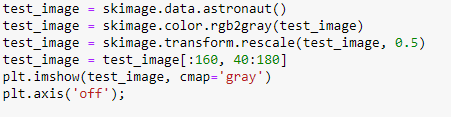 test_image = skimage.data.astronaut()
test_image = skimage.color.rgb2gray(test_image)
test_image = skimage.transform.rescale(test_image, 0.5)
test_image = test_image[:160, 40:180]
plt.imshow(test_image, cmap='gray')
plt.axis('off');